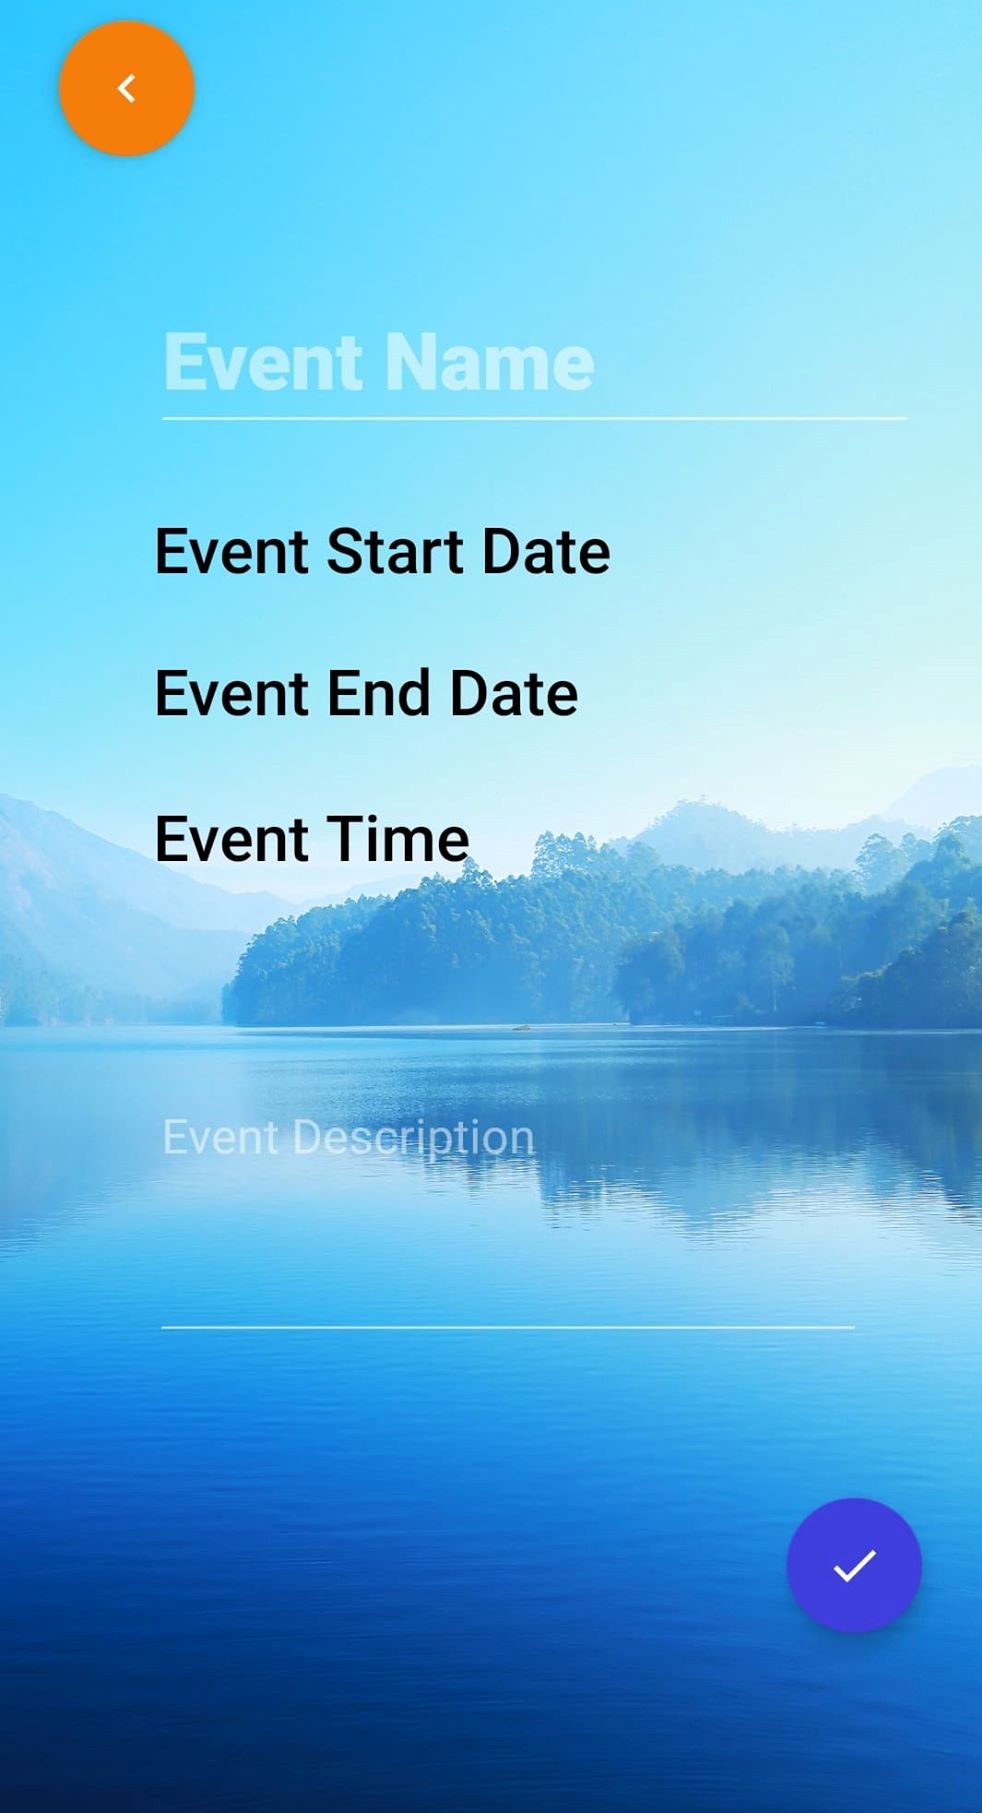 Event Name
Event Start Date
Event End Date
Event Time
Event Description